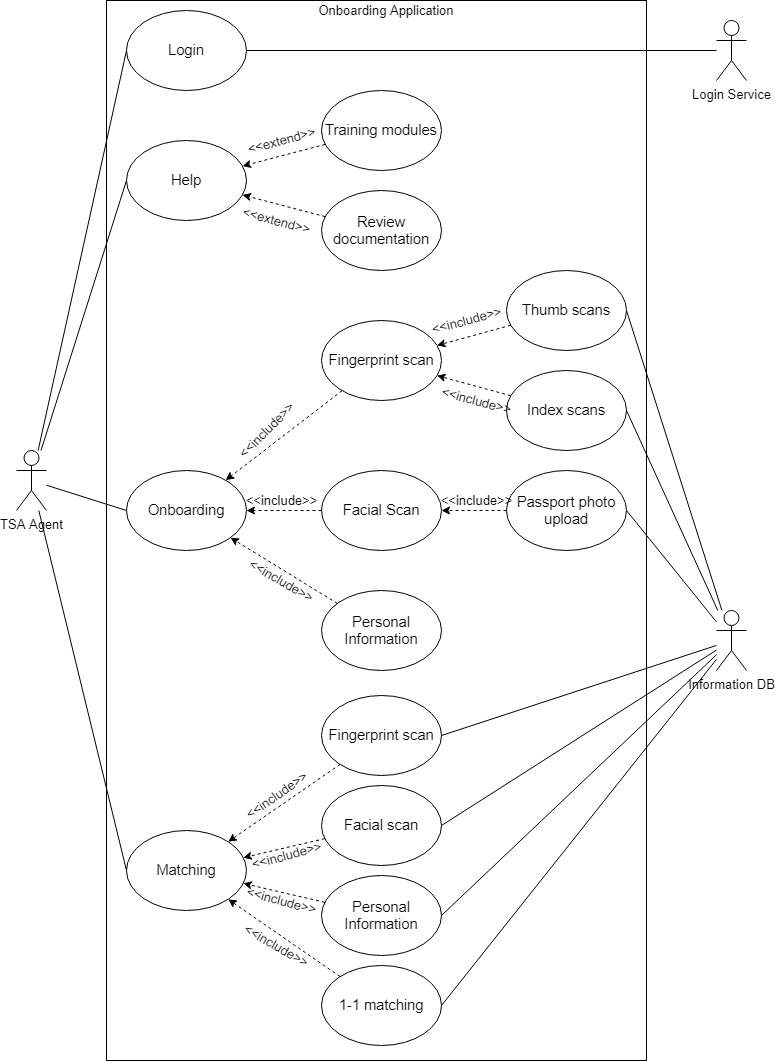 Onboarding Application
Login
Login Service
Training modules
<<extend>>
Help
<<extend>>
Review
documentation
Thumb scans
<<include>>
Fingerprint scan
<<include>>
Index scans
<<include>>
TSA Agent
Onboarding
<<include>>
Facial Scan
<<include>>
Passport photo
upload
<<include>>
Personal
Information
Information DB
Fingerprint scan
<<include>>
Facial scan
<<include>>
Matching
<<include>>
Personal
Information
<<include>>
1-1 matching